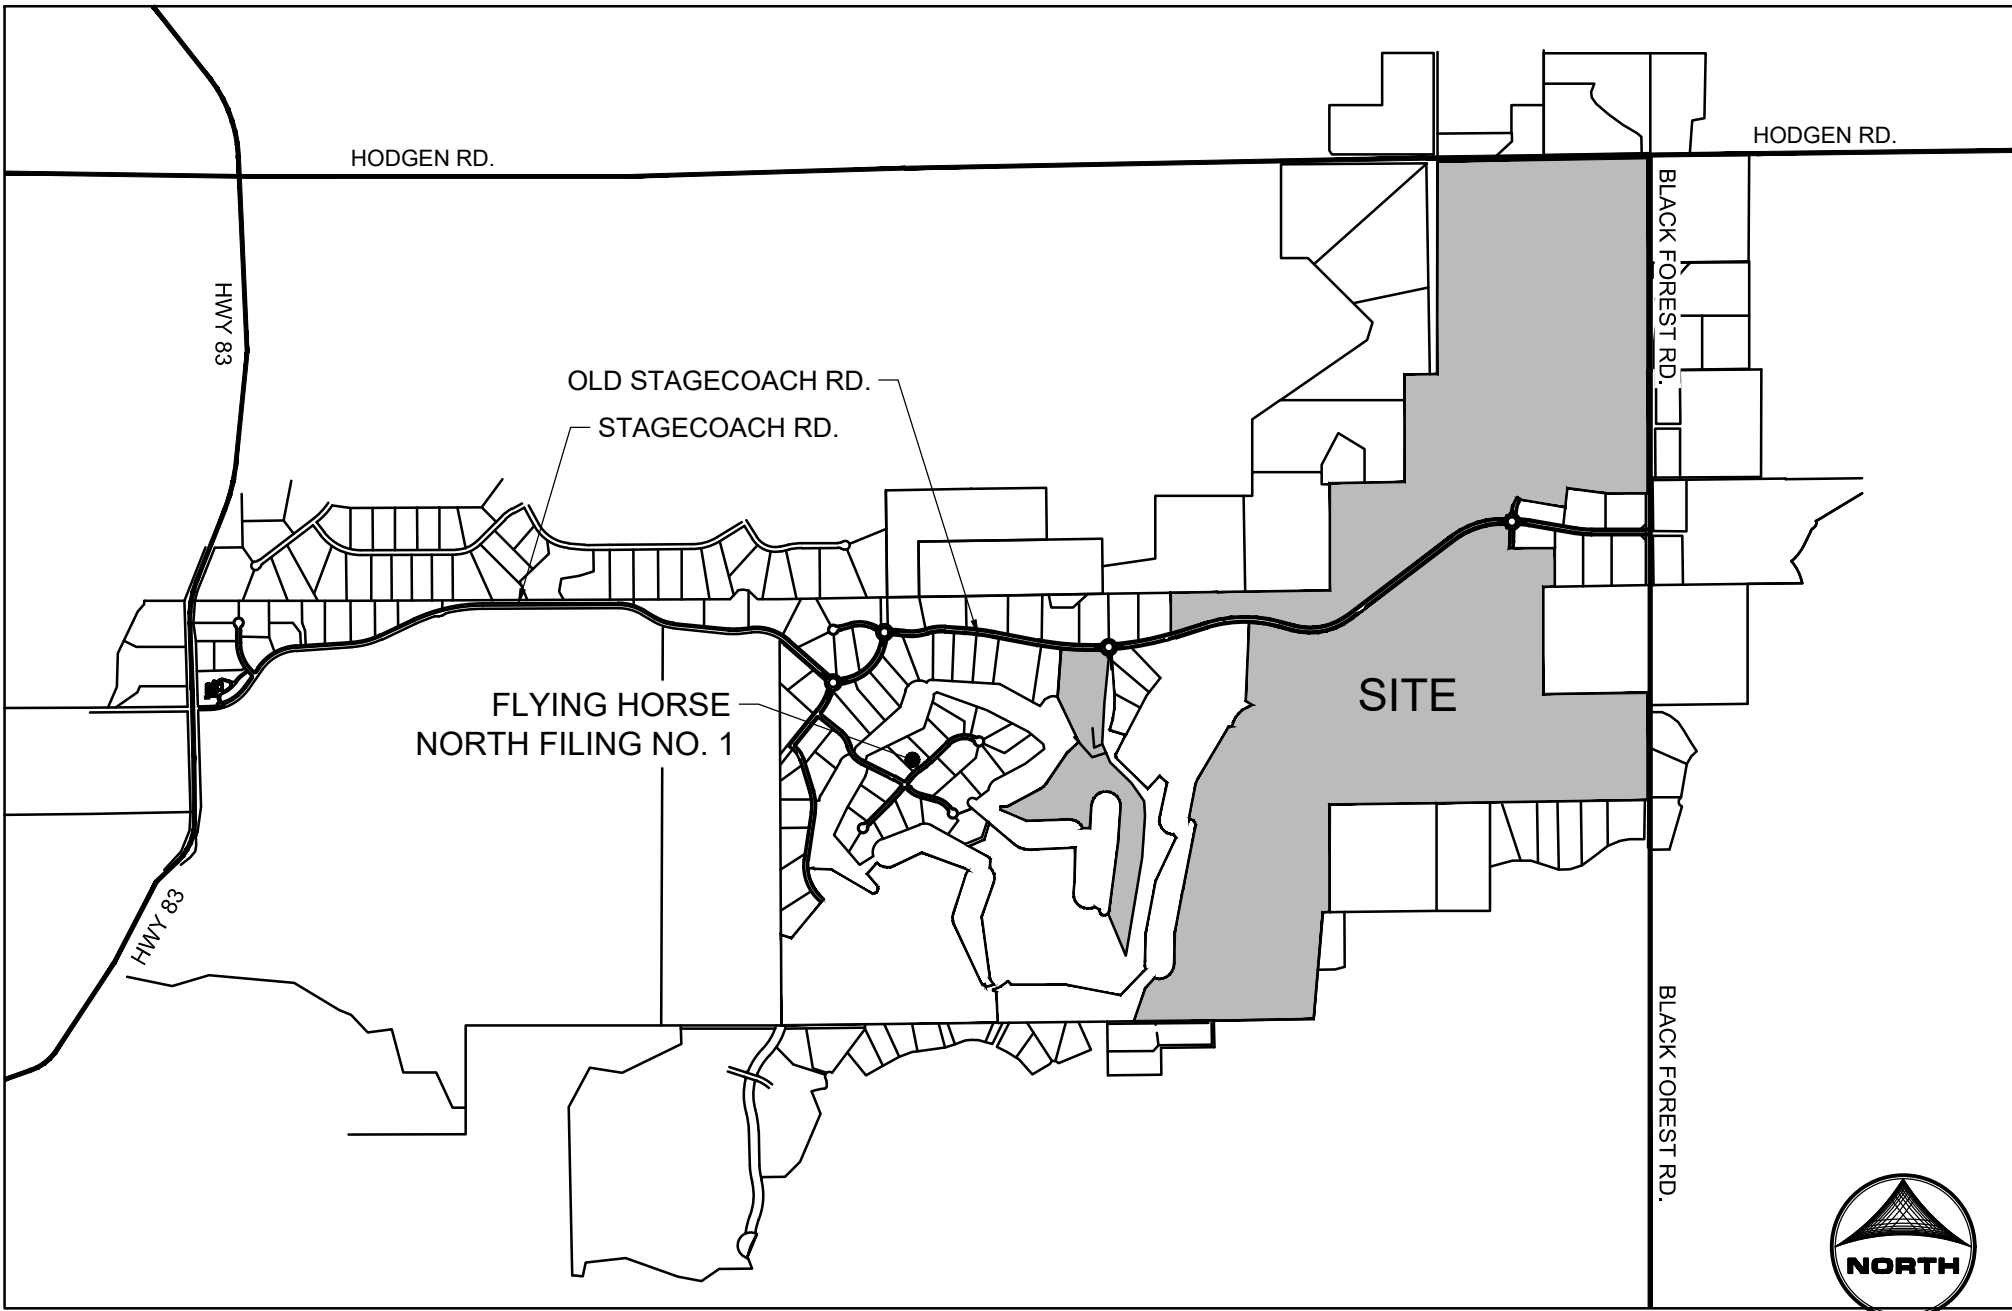 HODGEN RD.
HODGEN RD.
BLACK FOREST RD.
HWY 83
OLD STAGECOACH RD.
STAGECOACH RD.
SITE
FLYING HORSE
NORTH FILING NO. 1
HWY 83
BLACK FOREST RD.
NORTH